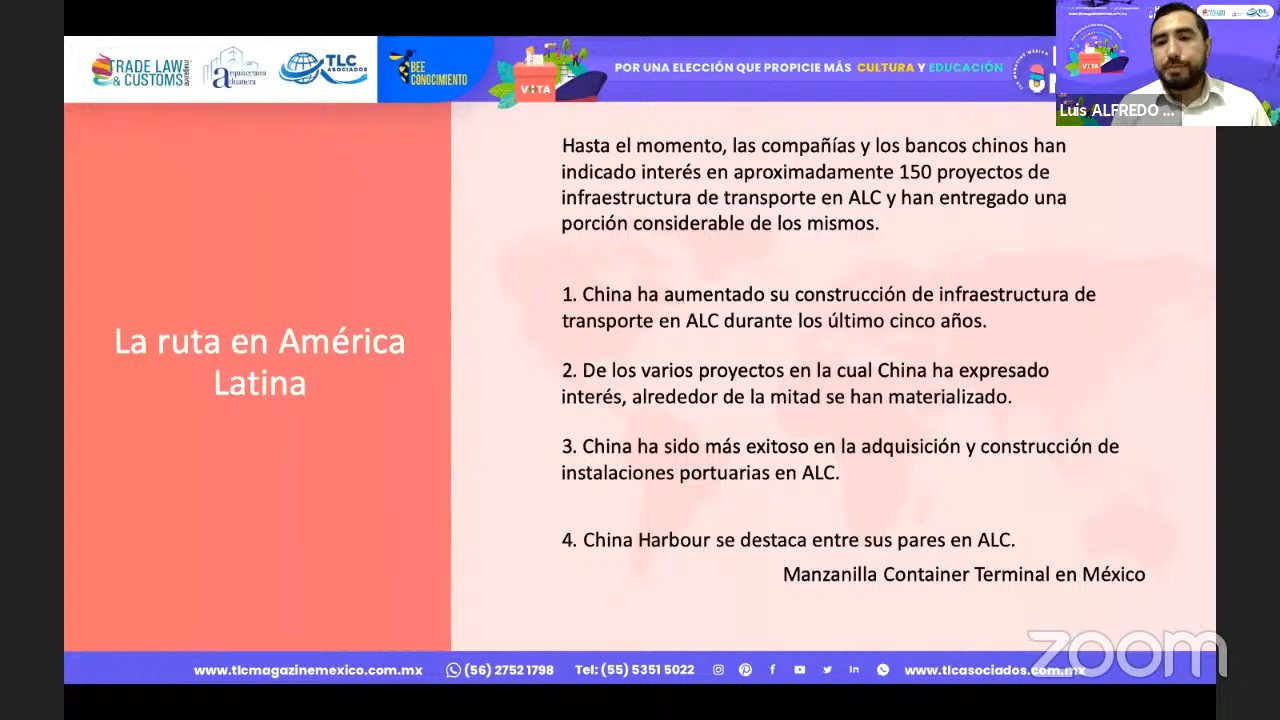 TRADE LAW
& CUSTOMS
magazine
arquitectura
aduanera
TLC
ASOCIADOS
BEE
CONOCIMIENTO
VOTA
POR UNA ELECCIÓN QUE PROPICIE MÁS CULTURA Y EDUCACIÓN
Luis ALFREDO ...
La ruta en América
Latina
Hasta el momento, las compañías y los bancos chinos han
indicado interés en aproximadamente 150 proyectos de
infraestructura de transporte en ALC y han entregado una
porción considerable de los mismos.
1. China ha aumentado su construcción de infraestructura de
transporte en ALC durante los último cinco años.
2. De los varios proyectos en la cual China ha expresado
interés, alrededor de la mitad se han materializado.
3. China ha sido más exitoso en la adquisición y construcción de
instalaciones portuarias en ALC.
4. China Harbour se destaca entre sus pares en ALC.
Manzanilla Container Terminal en México
zoom
www.tlcmagazinemexico.com.mx
(56) 2752 1798
Tel: (55) 5351 5022
www.tlcasociados.com.mx